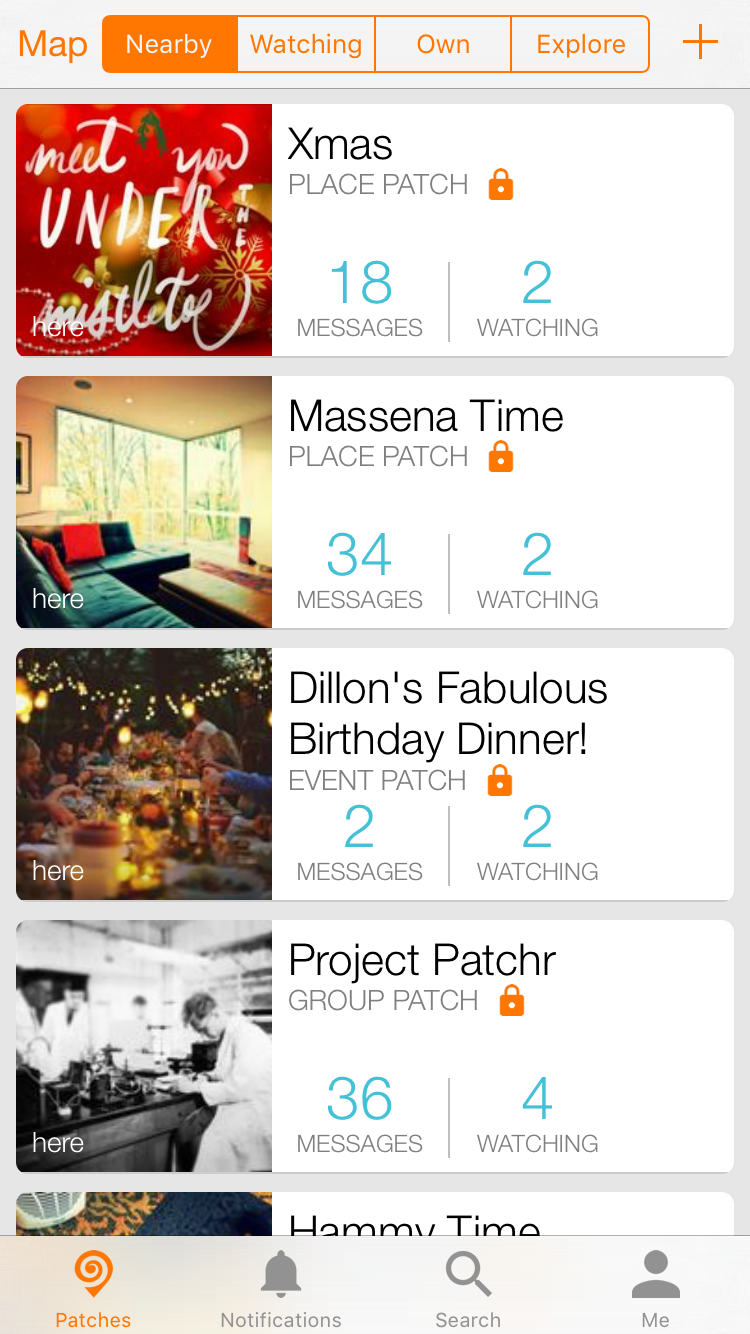 Map
Nearby
Watching
Own
Explore
meet you
UNDER THE
mistletoe
here
Xmas
PLACE PATCH
18
2
MESSAGES
WATCHING
here
Massena Time
PLACE PATCH
34
2
MESSAGES
WATCHING
here
Dillon's Fabulous
Birthday Dinner!
EVENT PATCH
2
2
MESSAGES
WATCHING
here
Project Patchr
GROUP PATCH
36
4
MESSAGES
WATCHING
Hammy Time
Patches
Notifications
Search
Me